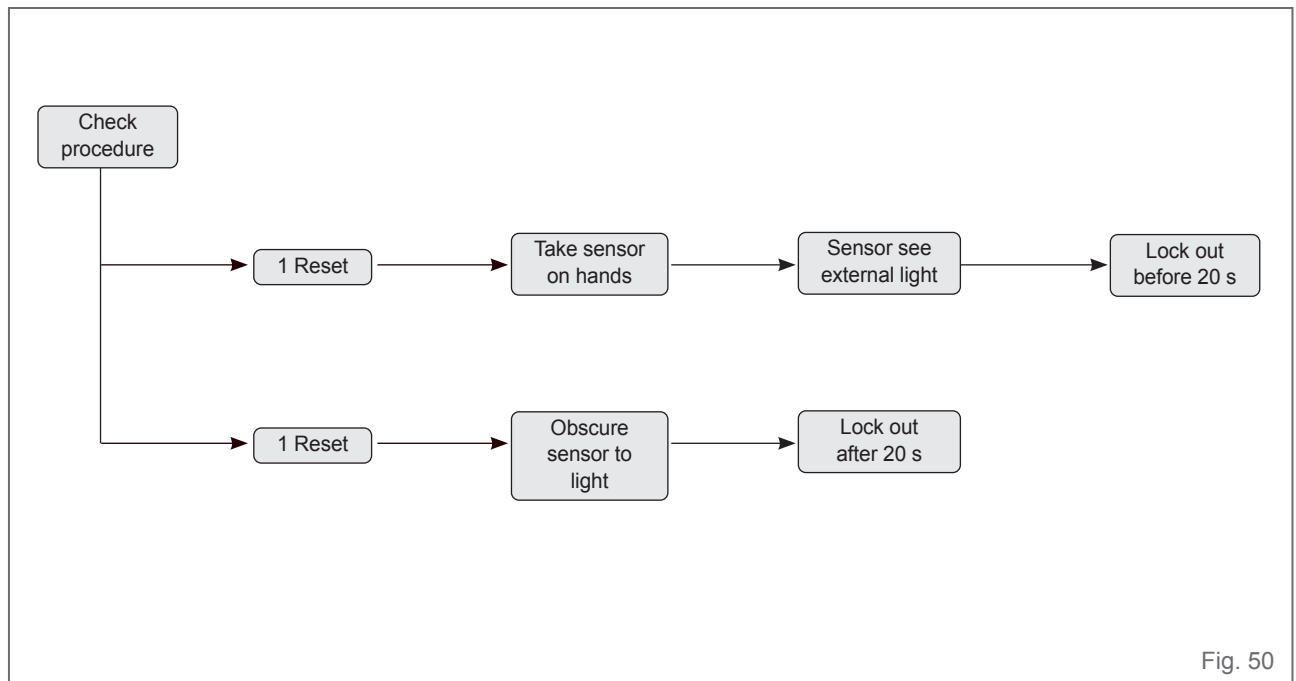 Check
procedure
1 Reset
Take sensor
on hands
Sensor see
external light
Lock out
before 20 s
1 Reset
Obscure
sensor to
light
Lock out
after 20 s
Fig. 50